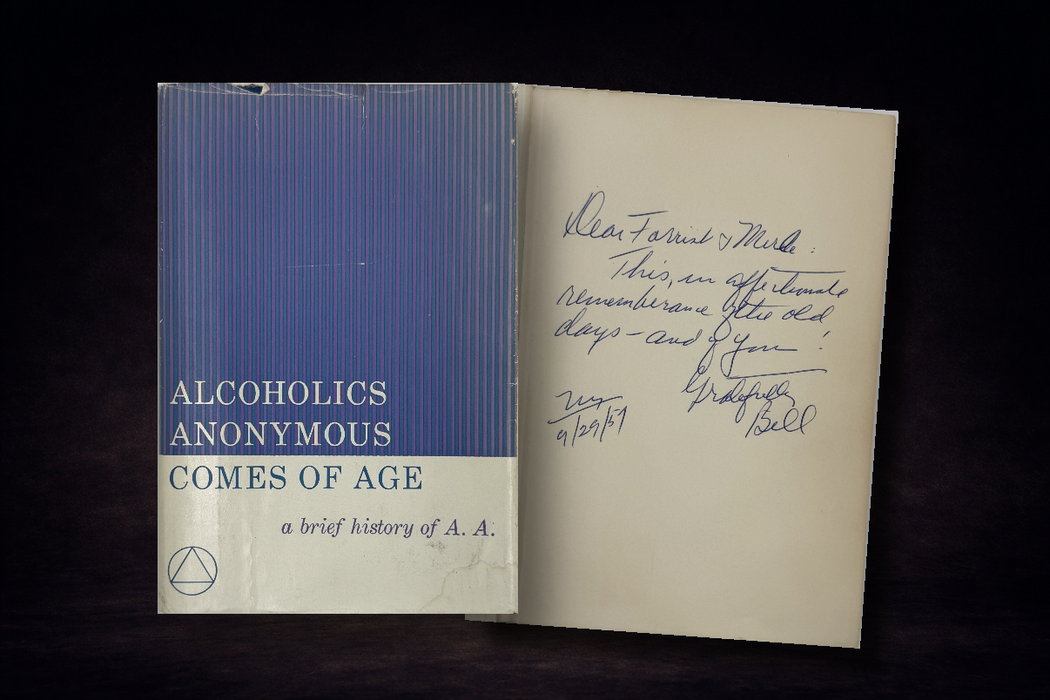 ALCOHOLICS
ANONYMOUS
COMES OF AGE
a brief history of A. A.
Dear Forrist & Merle:
This, in affectionate
rememberance of the old
days - and of you!
Gratefully
Bill
NY
9/29/57